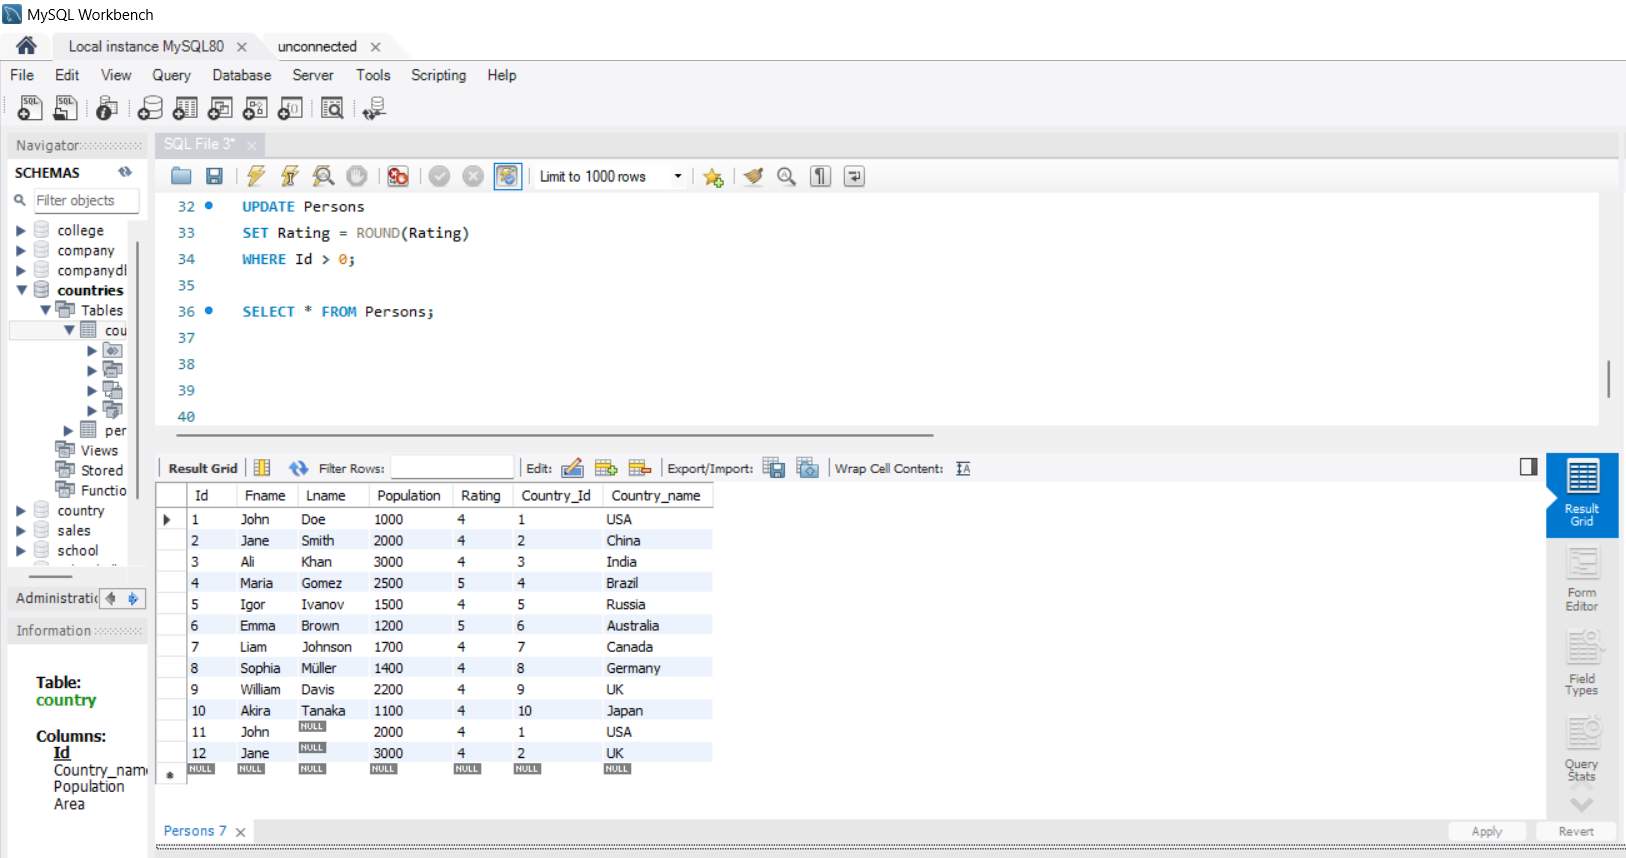 MySQL Workbench
Local instance MySQL80
unconnected
File Edit View Query Database Server Tools Scripting Help
Navigator
SCHEMAS
Filter objects
college
company
companydl
countries
Tables
cou
per
Views
Stored
Functio
country
sales
school
Administratic
Information
Table:
country
Columns:
Id
Country_name
Population
Area
SQL File 3*
Limit to 1000 rows
32 UPDATE Persons
33 SET Rating = ROUND(Rating)
34 WHERE Id > 0;
35
36 SELECT * FROM Persons;
37
38
39
40
Result Grid Filter Rows: Edit: Export/Import: Wrap Cell Content:
Id Fname Lname Population Rating Country_Id Country_name
1 John Doe 1000 4 1 USA
2 Jane Smith 2000 4 2 China
3 Ali Khan 3000 4 3 India
4 Maria Gomez 2500 5 4 Brazil
5 Igor Ivanov 1500 4 5 Russia
6 Emma Brown 1200 5 6 Australia
7 Liam Johnson 1700 4 7 Canada
8 Sophia Müller 1400 4 8 Germany
9 William Davis 2200 4 9 UK
10 Akira Tanaka 1100 4 10 Japan
11 John NULL 2000 4 1 USA
12 Jane NULL 3000 4 2 UK
NULL NULL NULL NULL NULL NULL NULL
Result
Grid
Form
Editor
Field
Types
Query
Stats
Persons 7
Apply Revert